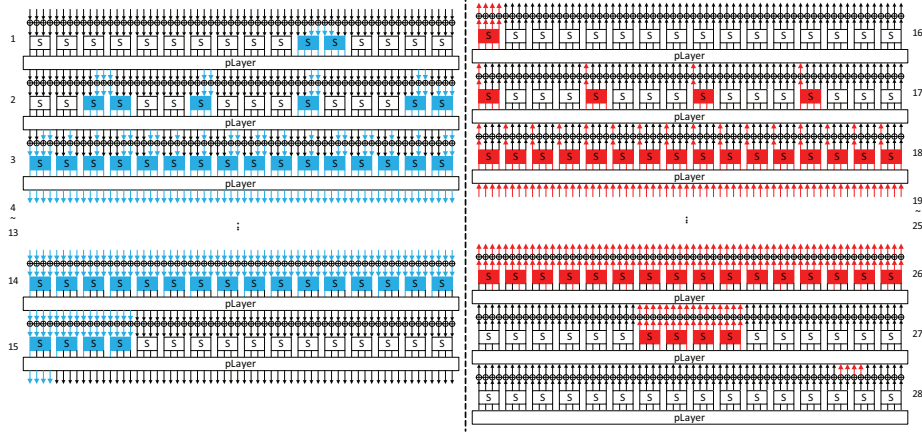 1 S S S S S S S S S S S S S S S S
pLayer
2 S S S S S S S S S S S S S S S S
pLayer
3 S S S S S S S S S S S S S S S S
pLayer
4
~
13
⋮
14 S S S S S S S S S S S S S S S S
pLayer
15 S S S S S S S S S S S S S S S S
pLayer
S S S S S S S S S S S S S S S S 16
pLayer
S S S S S S S S S S S S S S S S 17
pLayer
S S S S S S S S S S S S S S S S 18
pLayer
19
~
25
⋮
S S S S S S S S S S S S S S S S 26
pLayer
S S S S S S S S S S S S S S S S 27
pLayer
S S S S S S S S S S S S S S S S 28
pLayer